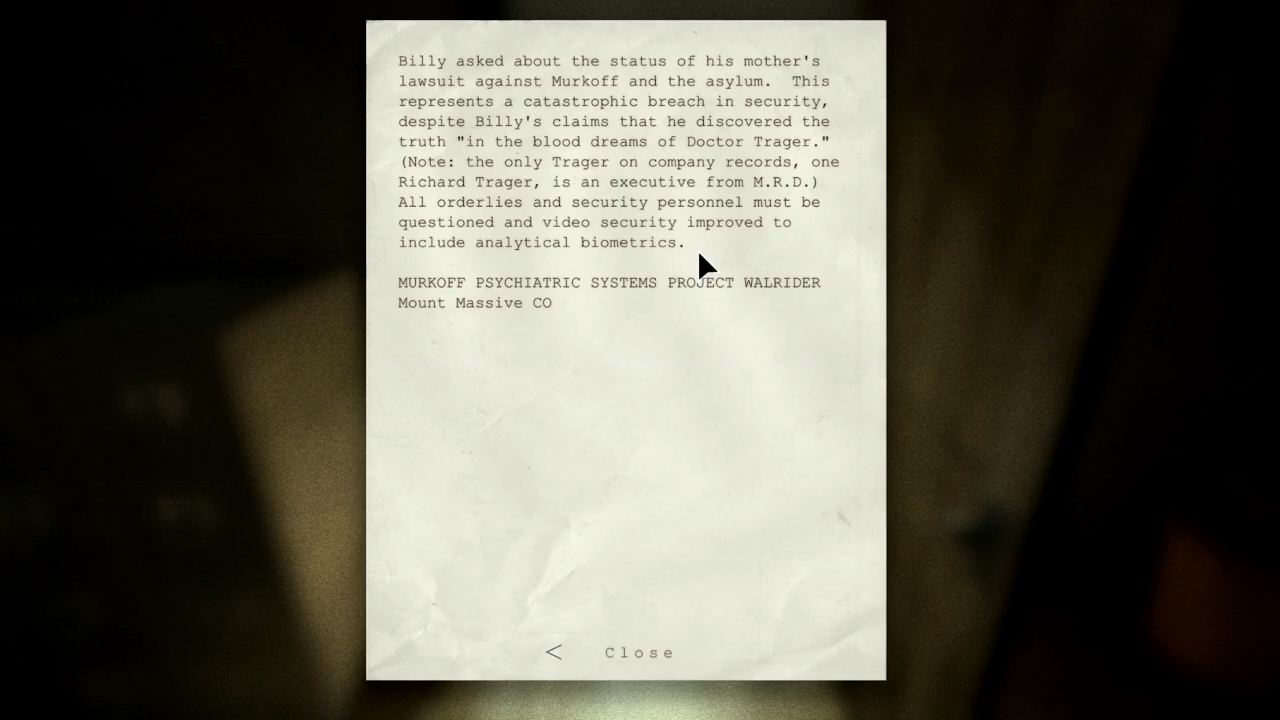 Billy asked about the status of his mother's
lawsuit against Murkoff and the asylum.  This
represents a catastrophic breach in security,
despite Billy's claims that he discovered the
truth "in the blood dreams of Doctor Trager."
(Note: the only Trager on company records, one
Richard Trager, is an executive from M.R.D.)
All orderlies and security personnel must be
questioned and video security improved to
include analytical biometrics.
MURKOFF PSYCHIATRIC SYSTEMS PROJECT WALRIDER
Mount Massive CO
< Close